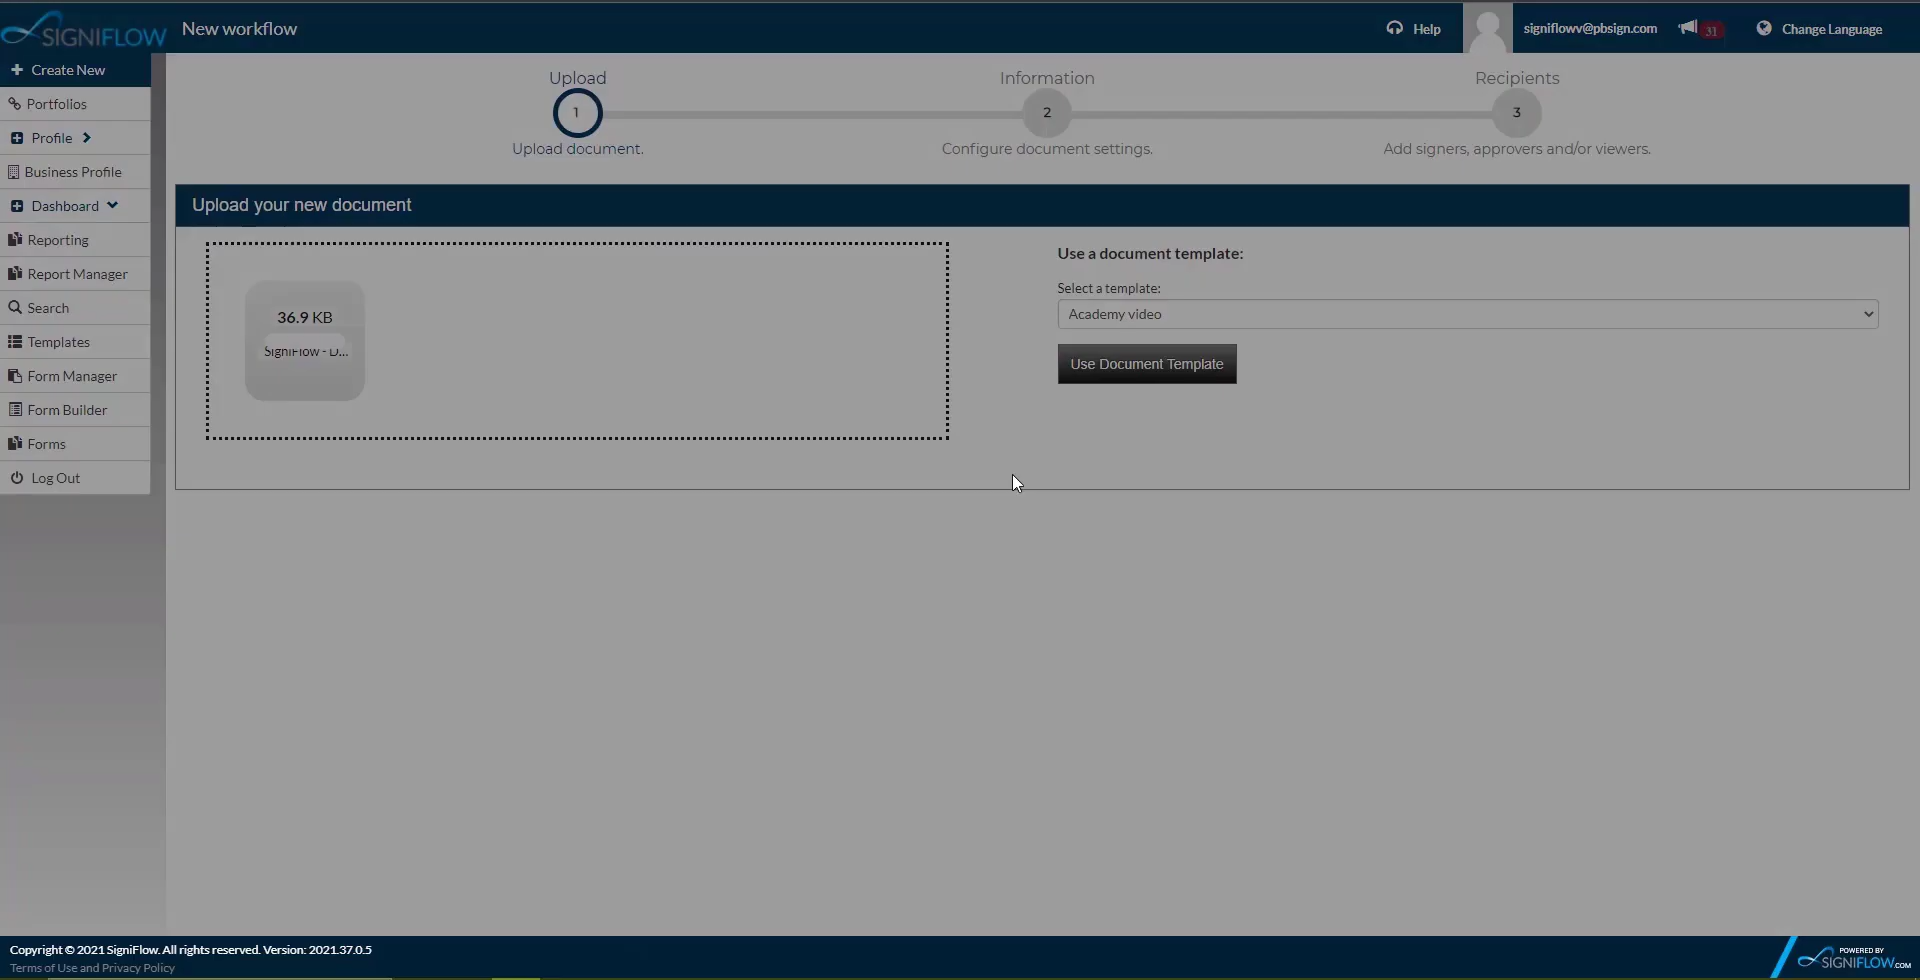 SIGNIFLOW
New workflow
Help
signiflowv@pbsign.com
31
Change Language
Create New
Portfolios
Profile
Business Profile
Dashboard
Reporting
Report Manager
Search
Templates
Form Manager
Form Builder
Forms
Log Out
Upload
1
Upload document.
Information
2
Configure document settings.
Recipients
3
Add signers, approvers and/or viewers.
Upload your new document
36.9 KB
SigniFlow - D...
Use a document template:
Select a template:
Academy video
Use Document Template
Copyright © 2021 SigniFlow. All rights reserved. Version: 2021.37.0.5
Terms of Use and Privacy Policy
POWERED BY
SIGNIFLOW.COM